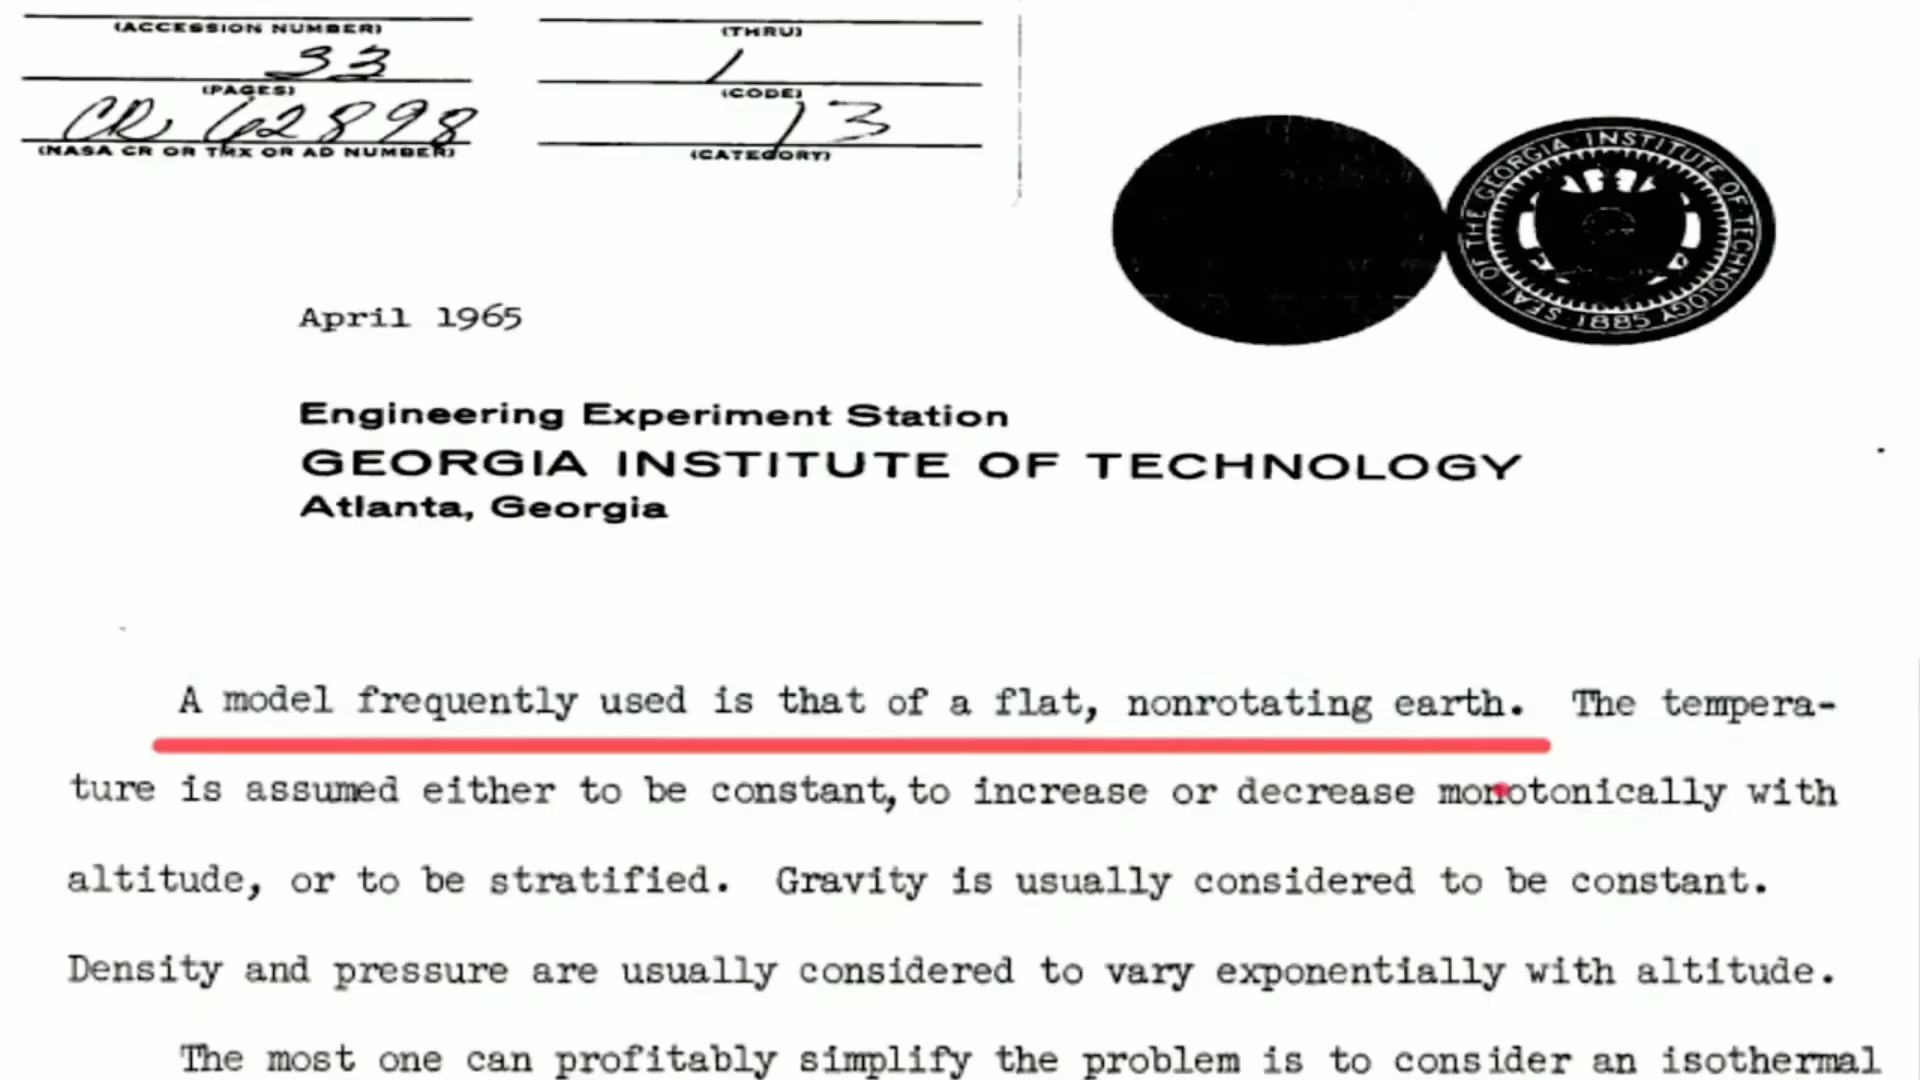 (ACCESSION NUMBER)
(THRU)
33
1
(PAGES)
(CODE)
CR 62898
13
(NASA CR OR TMX OR AD NUMBER)
(CATEGORY)
SEAL OF THE GEORGIA INSTITUTE OF TECHNOLOGY
1885
April 1965
Engineering Experiment Station
GEORGIA INSTITUTE OF TECHNOLOGY
Atlanta, Georgia
A model frequently used is that of a flat, nonrotating earth. The tempera-
ture is assumed either to be constant, to increase or decrease monotonically with
altitude, or to be stratified. Gravity is usually considered to be constant.
Density and pressure are usually considered to vary exponentially with altitude.
The most one can profitably simplify the problem is to consider an isothermal